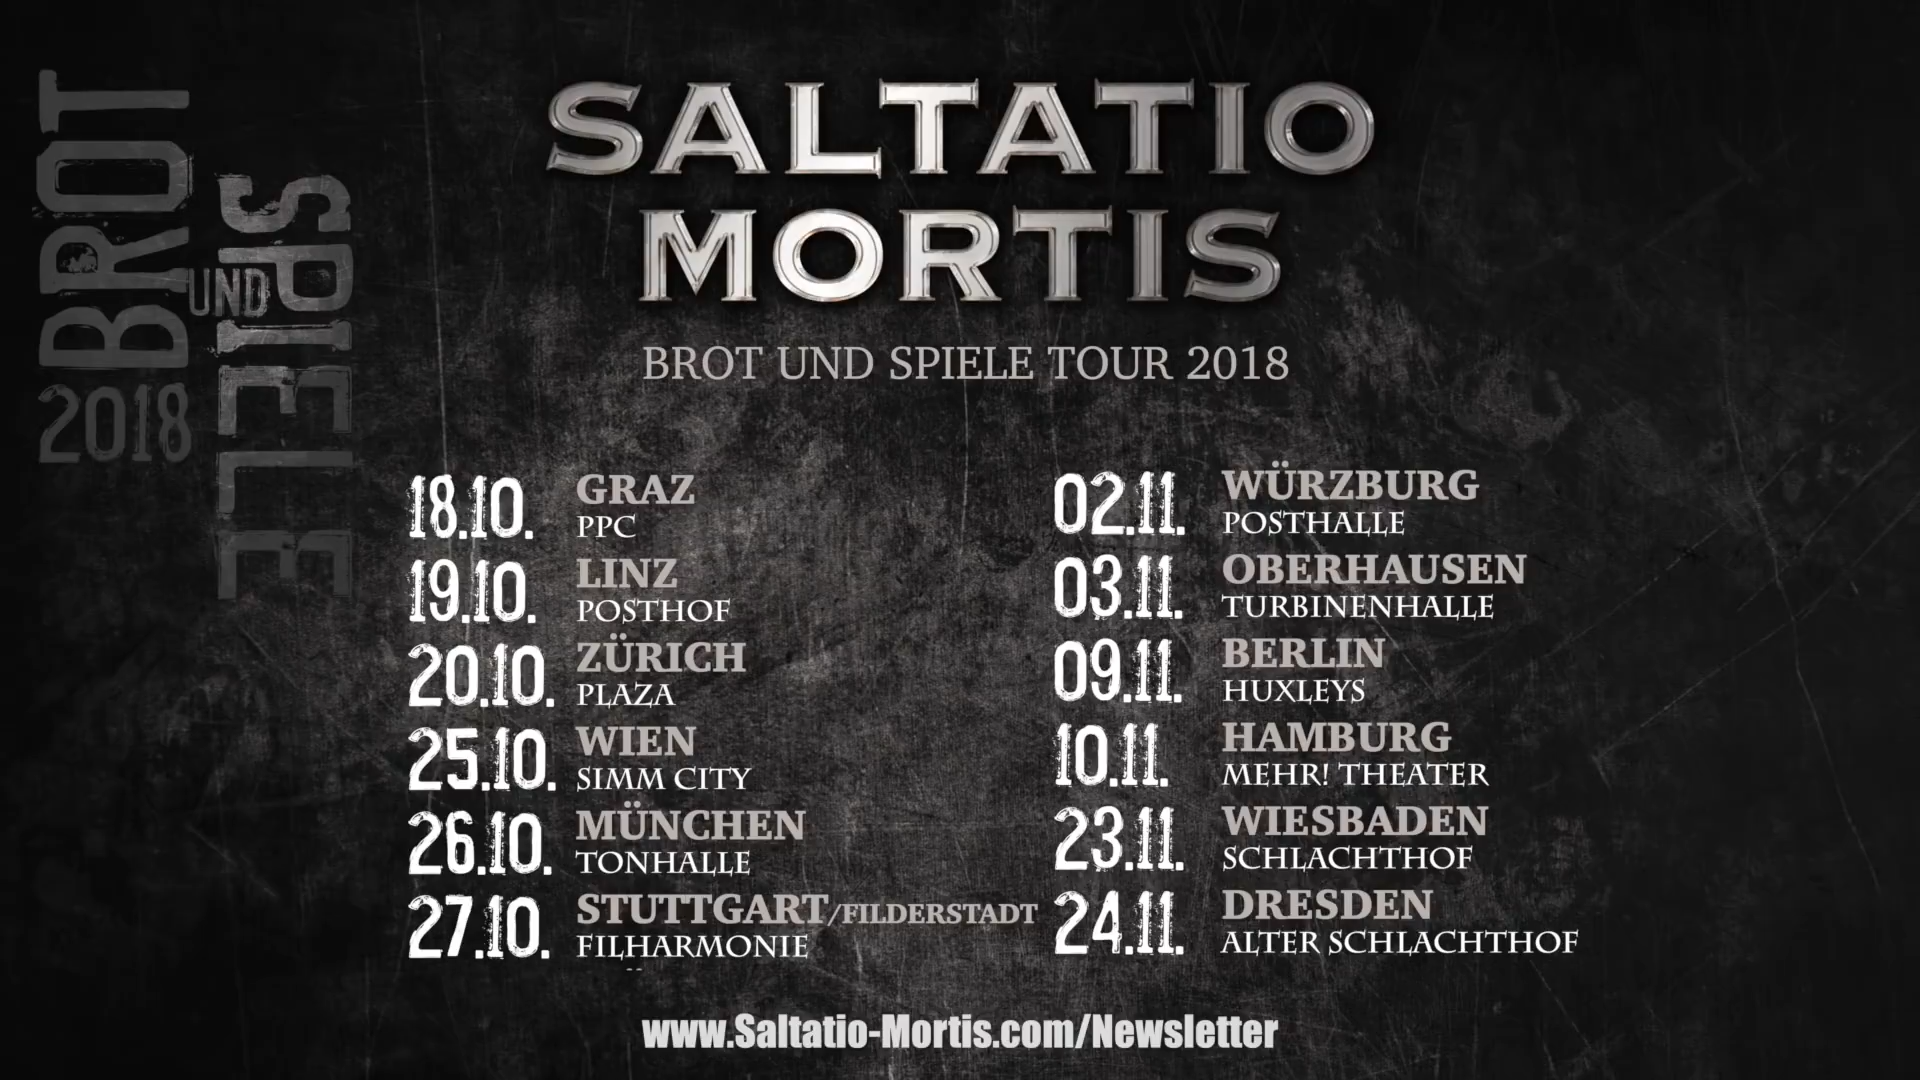 BROT
UND
SPIELE
2018
SALTATIO
MORTIS
BROT UND SPIELE TOUR 2018
18.10. GRAZ
PPC
19.10. LINZ
POSTHOF
20.10. ZÜRICH
PLAZA
25.10. WIEN
SIMM CITY
26.10. MÜNCHEN
TONHALLE
27.10. STUTTGART/FILDERSTADT
FILHARMONIE
02.11. WÜRZBURG
POSTHALLE
03.11. OBERHAUSEN
TURBINENHALLE
09.11. BERLIN
HUXLEYS
10.11. HAMBURG
MEHR! THEATER
23.11. WIESBADEN
SCHLACHTHOF
24.11. DRESDEN
ALTER SCHLACHTHOF
www.Saltatio-Mortis.com/Newsletter